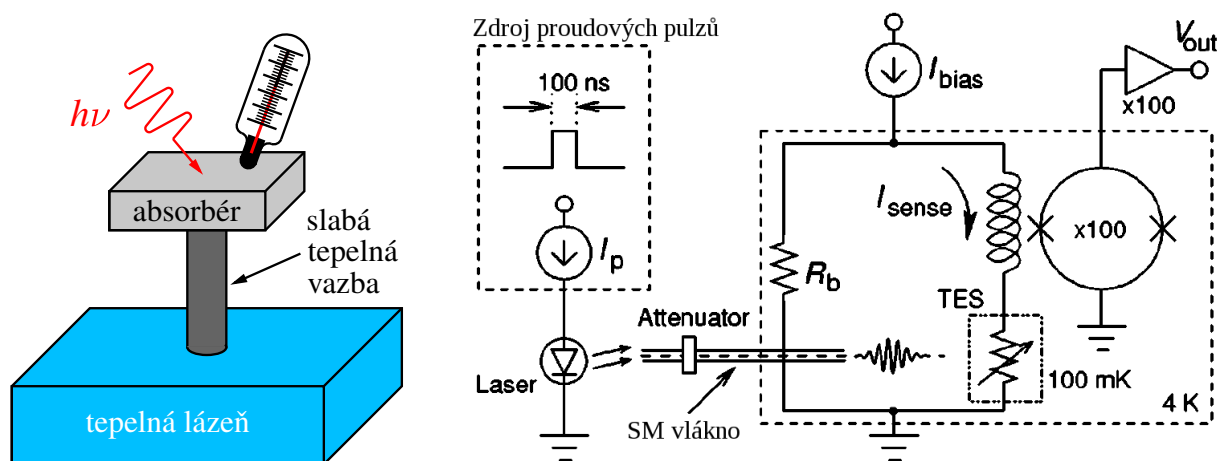 hν
absorbér
slabá
tepelná
vazba
tepelná lázeň
Zdroj proudových pulzů
100 ns
I_p
Laser
Attenuator
SM vlákno
I_bias
R_b
I_sense
TES
100 mK
4 K
x100
x100
V_out